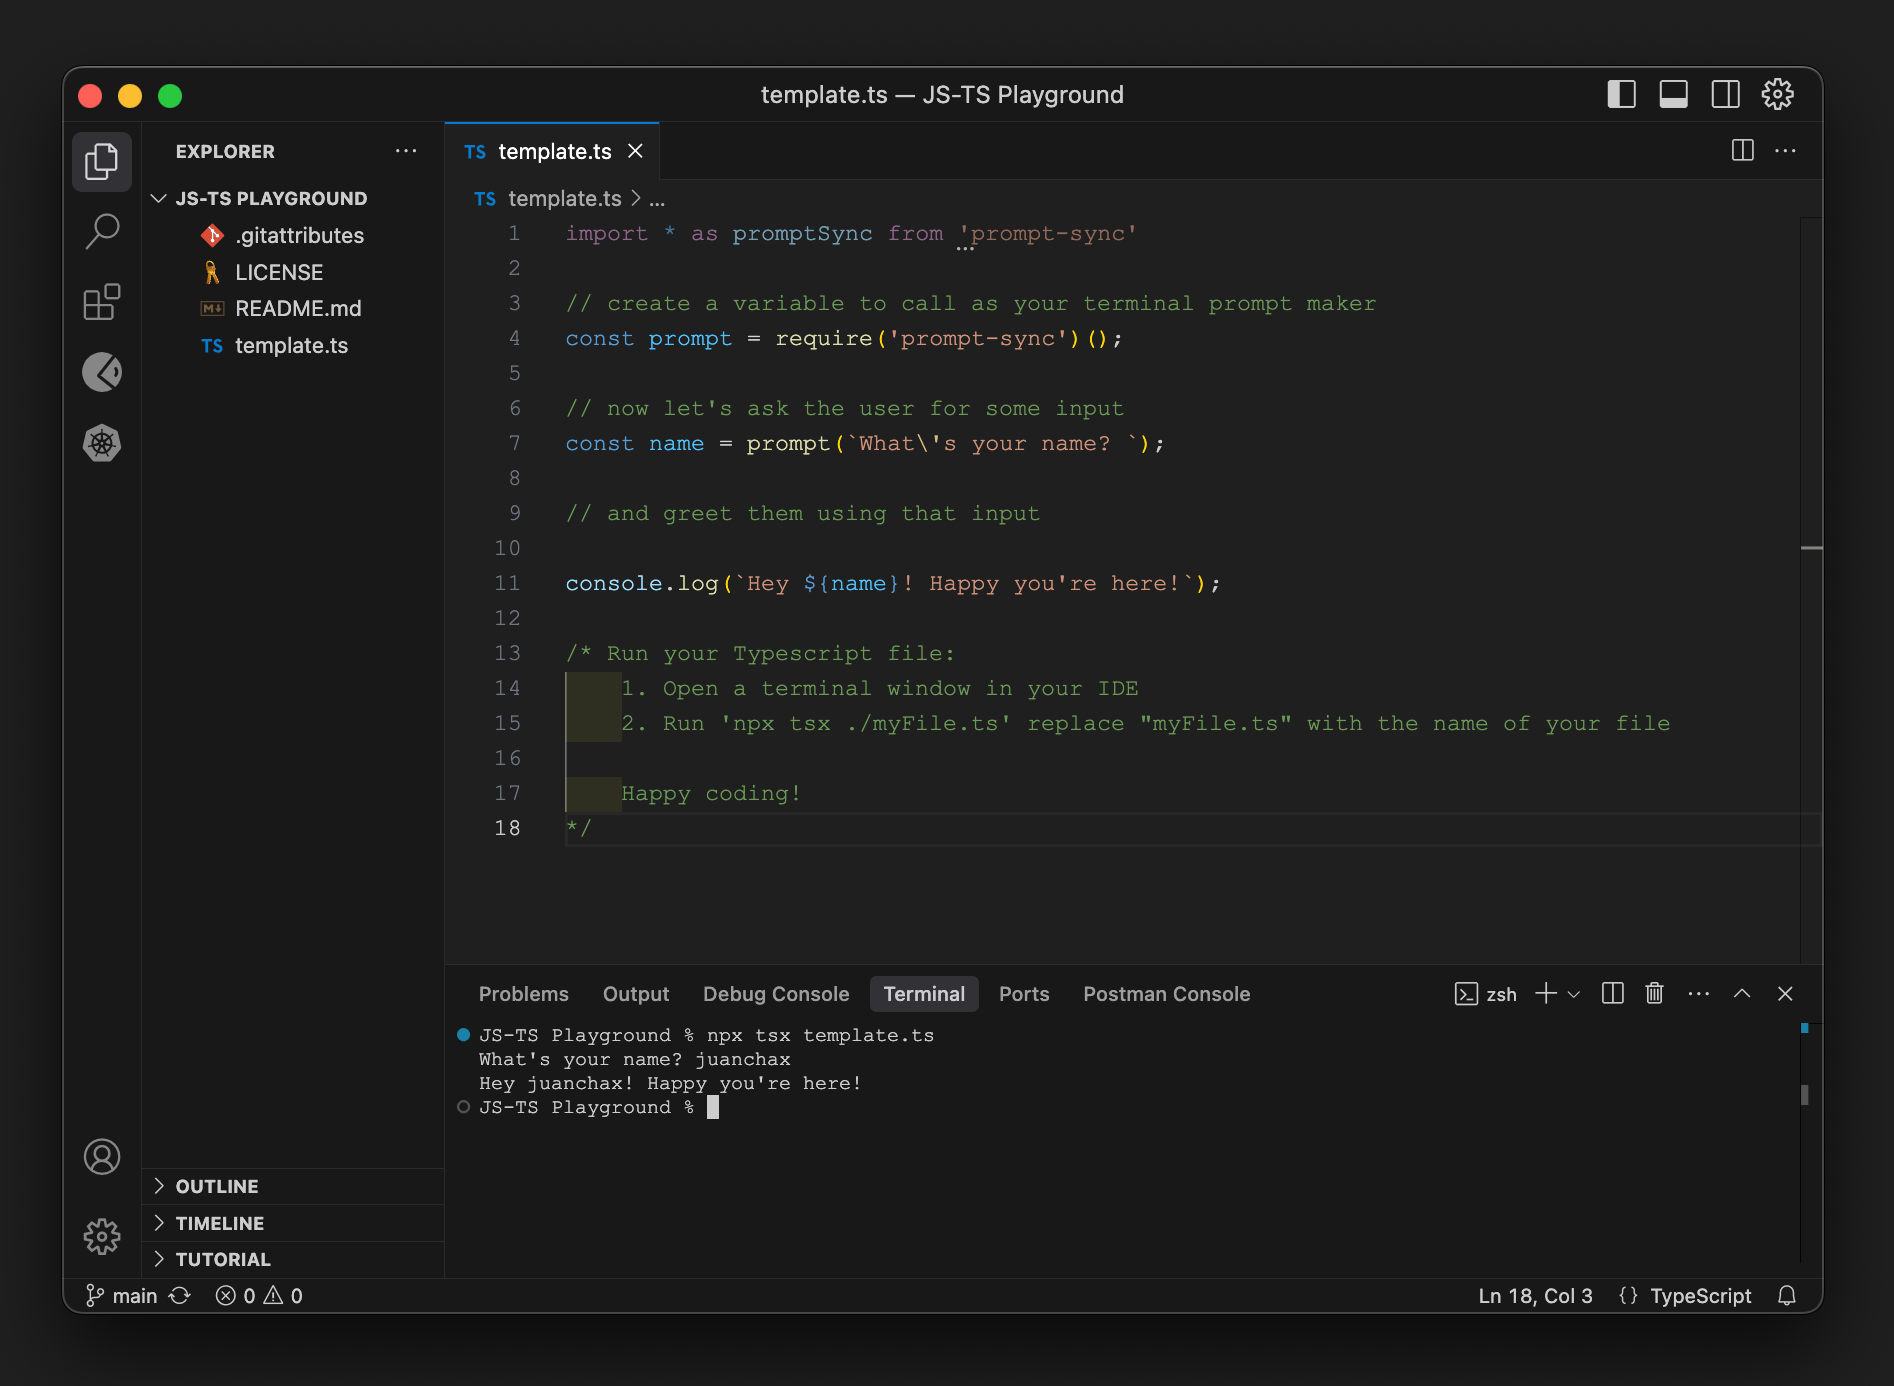 template.ts — JS-TS Playground
EXPLORER
JS-TS PLAYGROUND
.gitattributes
LICENSE
M↓ README.md
TS template.ts
OUTLINE
TIMELINE
TUTORIAL
TS template.ts
TS template.ts > ...
1 import * as promptSync from 'prompt-sync'
2
3 // create a variable to call as your terminal prompt maker
4 const prompt = require('prompt-sync')();
5
6 // now let's ask the user for some input
7 const name = prompt(`What\'s your name? `);
8
9 // and greet them using that input
10
11 console.log(`Hey ${name}! Happy you're here!`);
12
13 /* Run your Typescript file:
14 1. Open a terminal window in your IDE
15 2. Run 'npx tsx ./myFile.ts' replace "myFile.ts" with the name of your file
16
17 Happy coding!
18 */
Problems Output Debug Console Terminal Ports Postman Console zsh
JS-TS Playground % npx tsx template.ts
What's your name? juanchax
Hey juanchax! Happy you're here!
JS-TS Playground %
main 0 0 Ln 18, Col 3 {} TypeScript